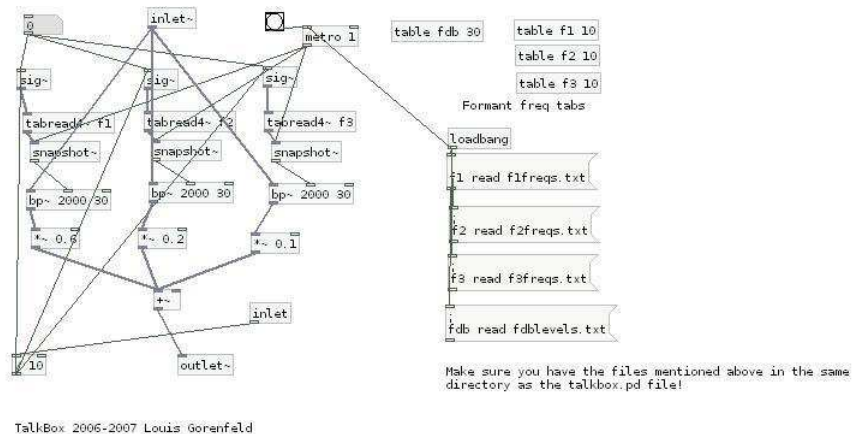 0
inlet~
metro 1
table fdb 30
table f1 10
table f2 10
table f3 10
sig~
sig~
sig~
Formant freq tabs
tabread4~ f1
tabread4~ f2
tabread4~ f3
loadbang
snapshot~
snapshot~
snapshot~
f1 read f1freqs.txt
bp~ 2000 30
bp~ 2000 30
bp~ 2000 30
f2 read f2freqs.txt
*~ 0.6
*~ 0.2
*~ 0.1
f3 read f3freqs.txt
+~
inlet
fdb read fdblevels.txt
10
outlet~
Make sure you have the files mentioned above in the same
directory as the talkbox.pd file!
TalkBox 2006-2007 Louis Gorenfeld